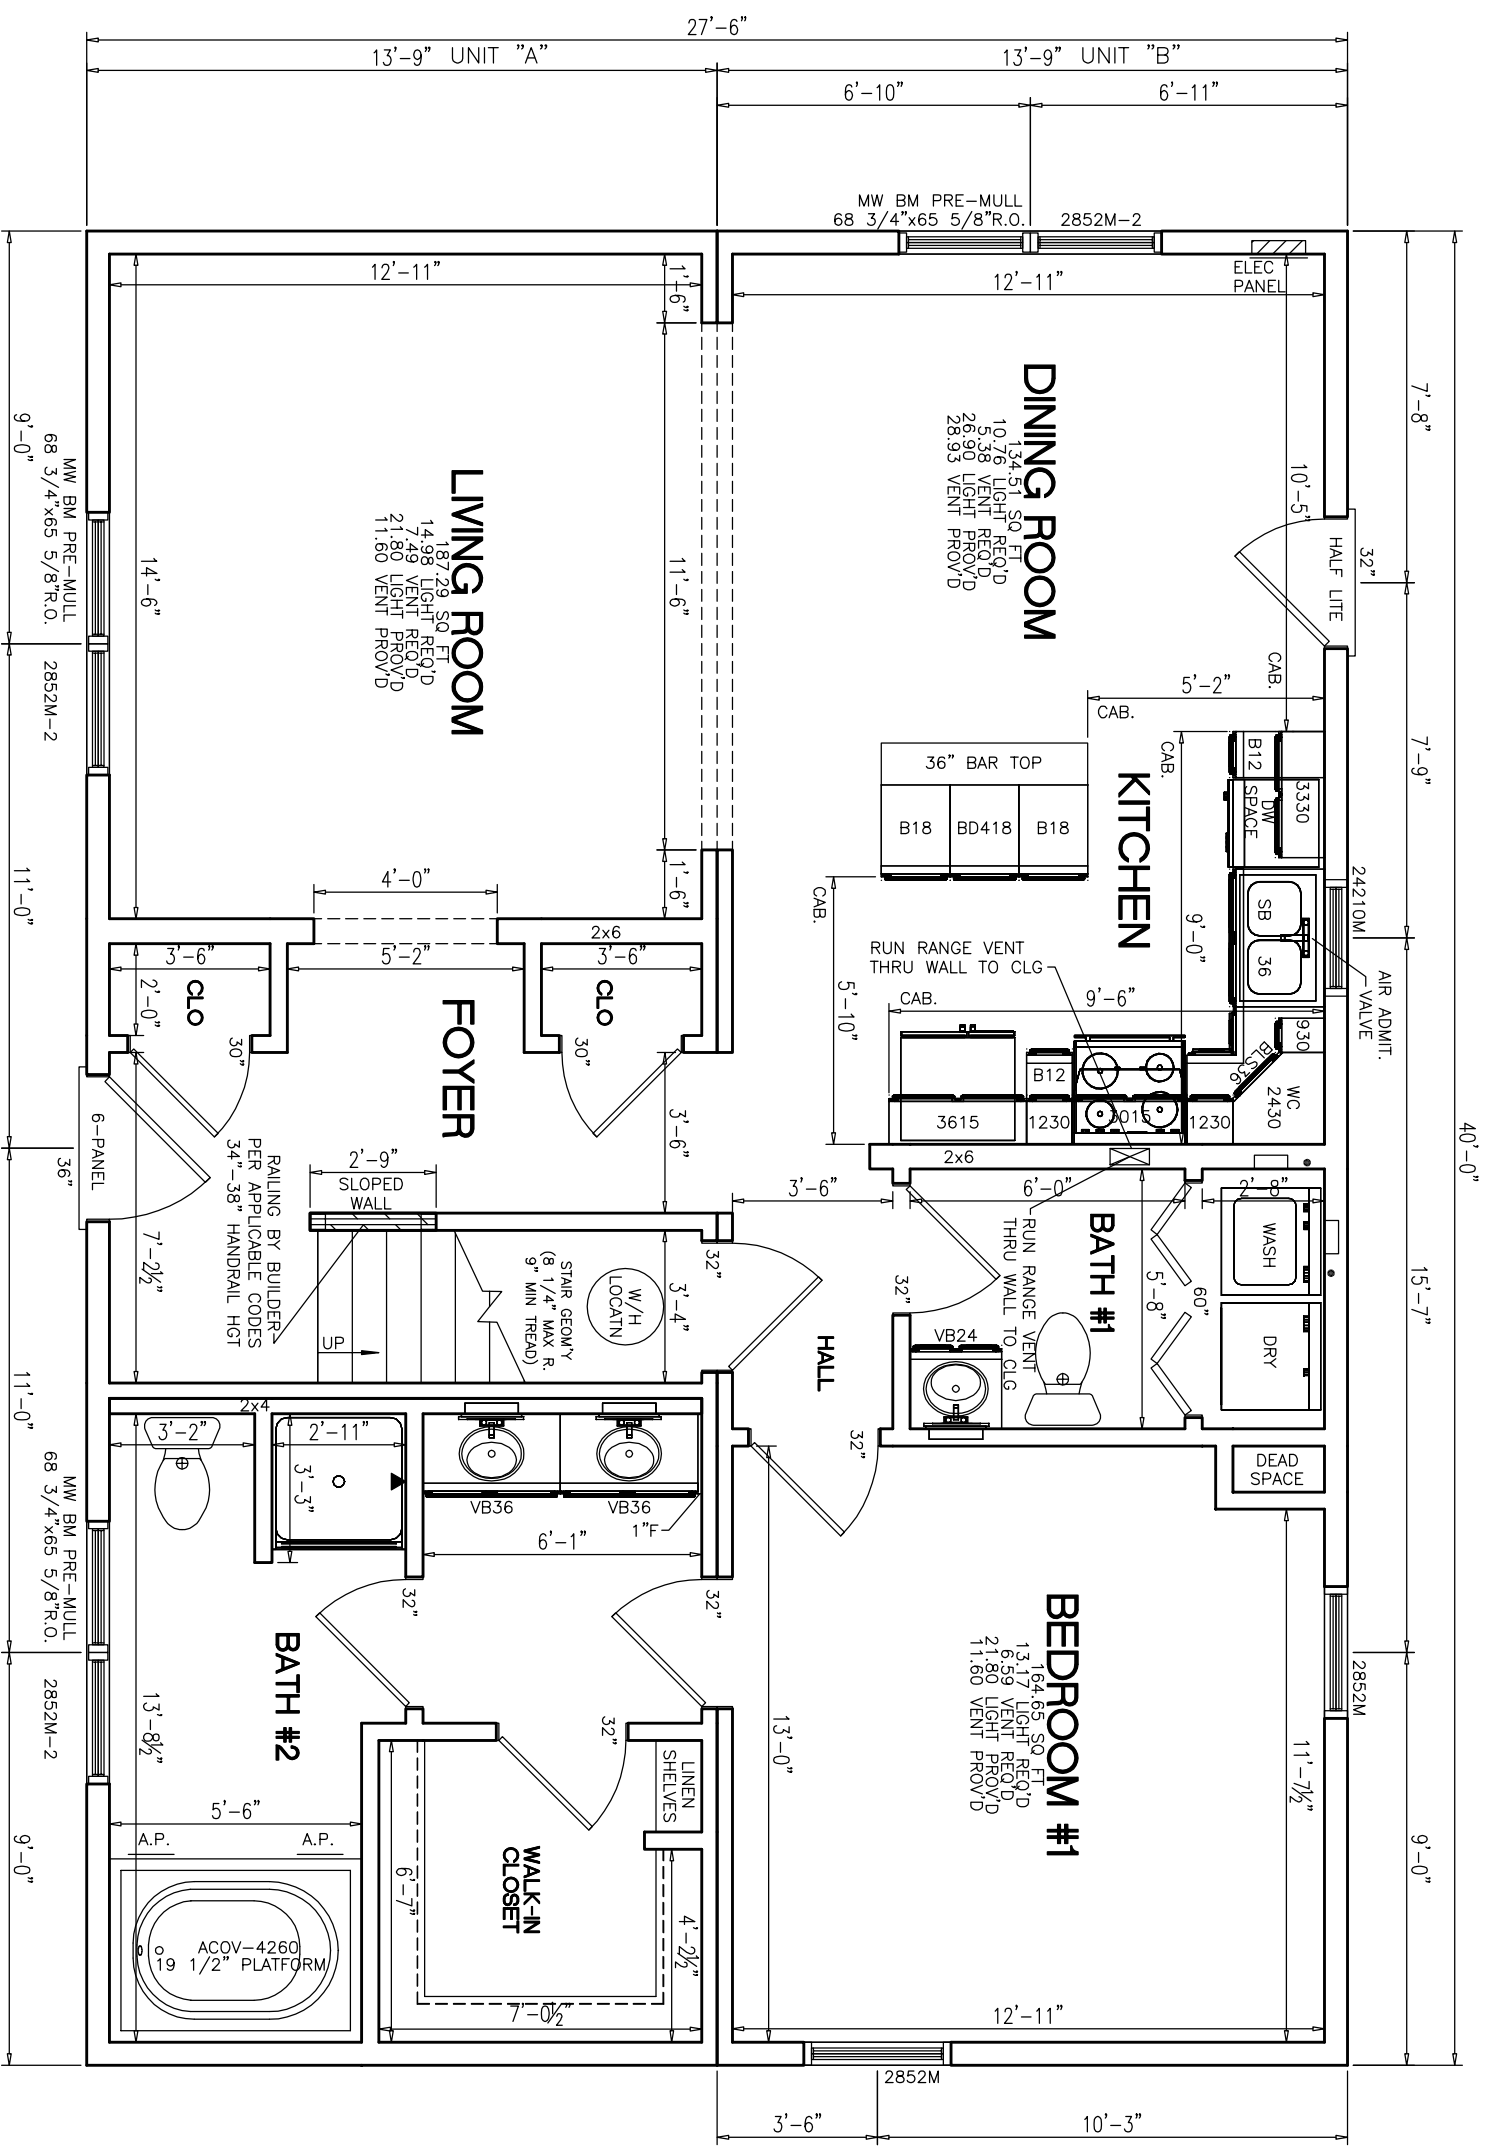 27'-6"
13'-9" UNIT "A"
13'-9" UNIT "B"
6'-10"
6'-11"
MW BM PRE-MULL
68 3/4"x65 5/8"R.O.
2852M-2
ELEC
PANEL
12'-11"
12'-11"
1'-6"
7'-8"
40'-0"
10'-5"
HALF LITE
32"
DINING ROOM
134.51 SQ FT
10.76 LIGHT REQ'D
5.38 VENT REQ'D
26.90 LIGHT PROV'D
28.93 VENT PROV'D
LIVING ROOM
187.29 SQ FT
14.98 LIGHT REQ'D
7.49 VENT REQ'D
21.80 LIGHT PROV'D
11.60 VENT PROV'D
14'-6"
11'-6"
9'-0"
MW BM PRE-MULL
68 3/4"x65 5/8"R.O.
2852M-2
11'-0"
CAB.
5'-2"
CAB.
CAB.
7'-9"
KITCHEN
36" BAR TOP
B18
BD418
B18
B12
DW
SPACE
3330
24210M
SB
36
AIR ADMIT.
VALVE
9'-0"
CAB.
5'-10"
RUN RANGE VENT
THRU WALL TO CLG
CAB.
9'-6"
930
BLS36
WC
2430
B12
3615
1230
3015
1230
2x6
1'-6"
4'-0"
2x6
3'-6"
5'-2"
3'-6"
CLO
2'-0"
30"
CLO
30"
FOYER
3'-6"
6-PANEL
36"
7'-2½"
2'-9"
SLOPED
WALL
RAILING BY BUILDER
PER APPLICABLE CODES
34"-38" HANDRAIL HGT
UP
STAIR GEOM'Y
(8 1/4" MAX R.
9" MIN TREAD)
W/H
LOCATN
3'-4"
32"
3'-6"
6'-0"
2'-8"
BATH #1
RUN RANGE VENT
THRU WALL TO CLG
5'-8"
60"
WASH
DRY
15'-7"
32"
VB24
HALL
32"
DEAD
SPACE
11'-0"
2x4
3'-2"
2'-11"
3'-3"
VB36
VB36
1"F
6'-1"
MW BM PRE-MULL
68 3/4"x65 5/8"R.O.
2852M-2
32"
32"
BATH #2
13'-8½"
32"
LINEN
SHELVES
13'-0"
BEDROOM #1
164.65 SQ FT
13.17 LIGHT REQ'D
6.59 VENT REQ'D
21.80 LIGHT PROV'D
11.60 VENT PROV'D
2852M
11'-7½"
9'-0"
9'-0"
5'-6"
A.P.
A.P.
ACOV-4260
19 1/2" PLATFORM
WALK-IN
CLOSET
6'-7"
4'-2½"
7'-0½"
12'-11"
2852M
3'-6"
10'-3"